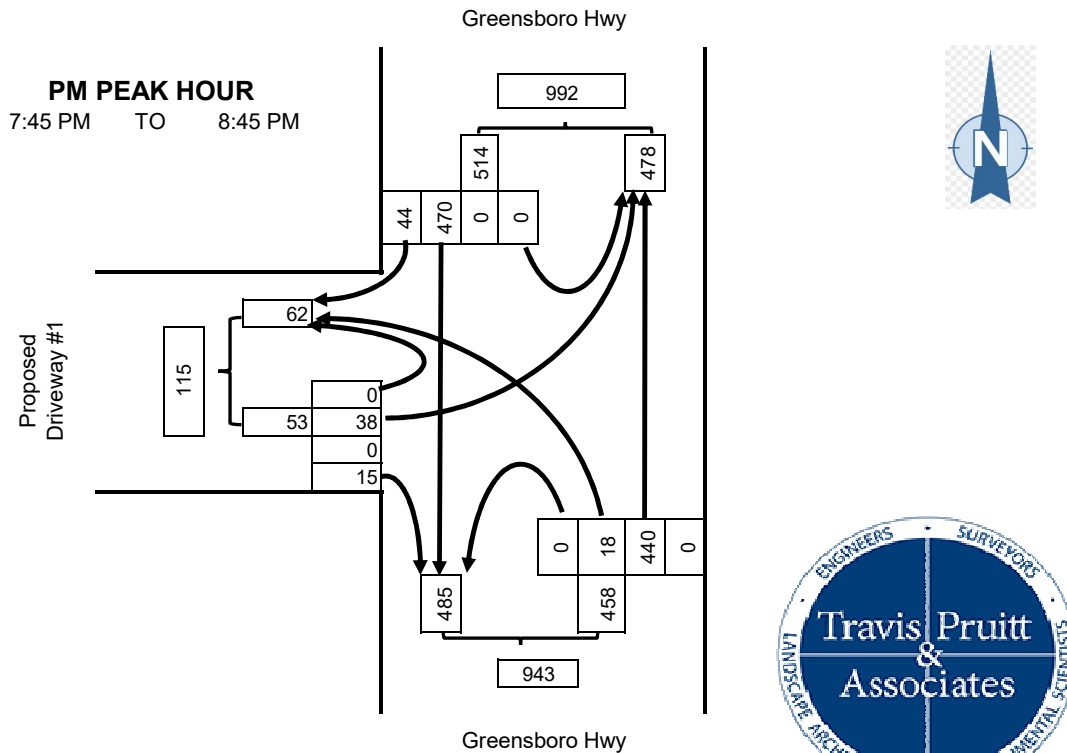 Greensboro Hwy
PM PEAK HOUR
7:45 PM TO 8:45 PM
992
N
514
478
44 470 0 0
62
Proposed
Driveway #1
115
0
53 38
0
15
0 18 440 0
485
458
943
Greensboro Hwy
ENGINEERS · SURVEYORS
LANDSCAPE
Travis Pruitt
&
Associates
SCIENTISTS